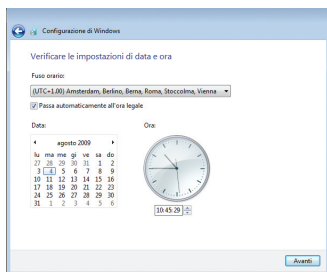 Configurazione di Windows
Verificare le impostazioni di data e ora
Fuso orario:
(UTC+1.00) Amsterdam, Berlino, Berna, Roma, Stoccolma, Vienna
Passa automaticamente all'ora legale
Data: Ora:
agosto 2009
lu ma me gi ve sa do
27 28 29 30 31 1 2
3 4 5 6 7 8 9
10 11 12 13 14 15 16
17 18 19 20 21 22 23
24 25 26 27 28 29 30
31 1 2 3 4 5 6
10:45:29
Avanti